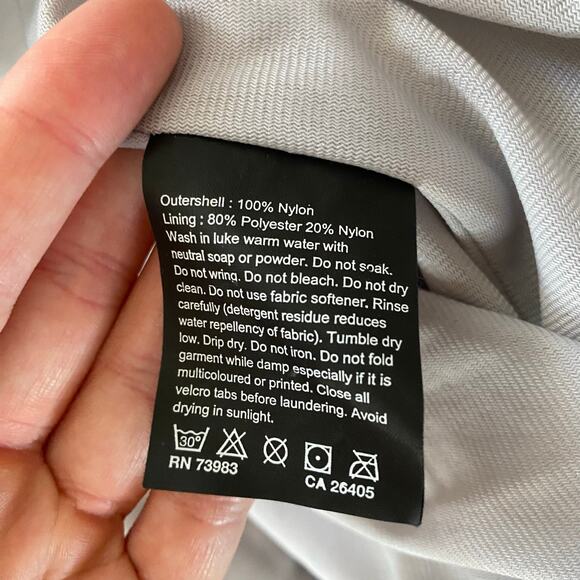 Outershell : 100% Nylon
Lining : 80% Polyester 20% Nylon
Wash in luke warm water with
neutral soap or powder. Do not soak.
Do not wring. Do not bleach. Do not dry
clean. Do not use fabric softener. Rinse
carefully (detergent residue reduces
water repellency of fabric). Tumble dry
low. Drip dry. Do not iron. Do not fold
garment while damp especially if it is
multicoloured or printed. Close all
velcro tabs before laundering. Avoid
drying in sunlight.
30°
RN 73983
CA 26405